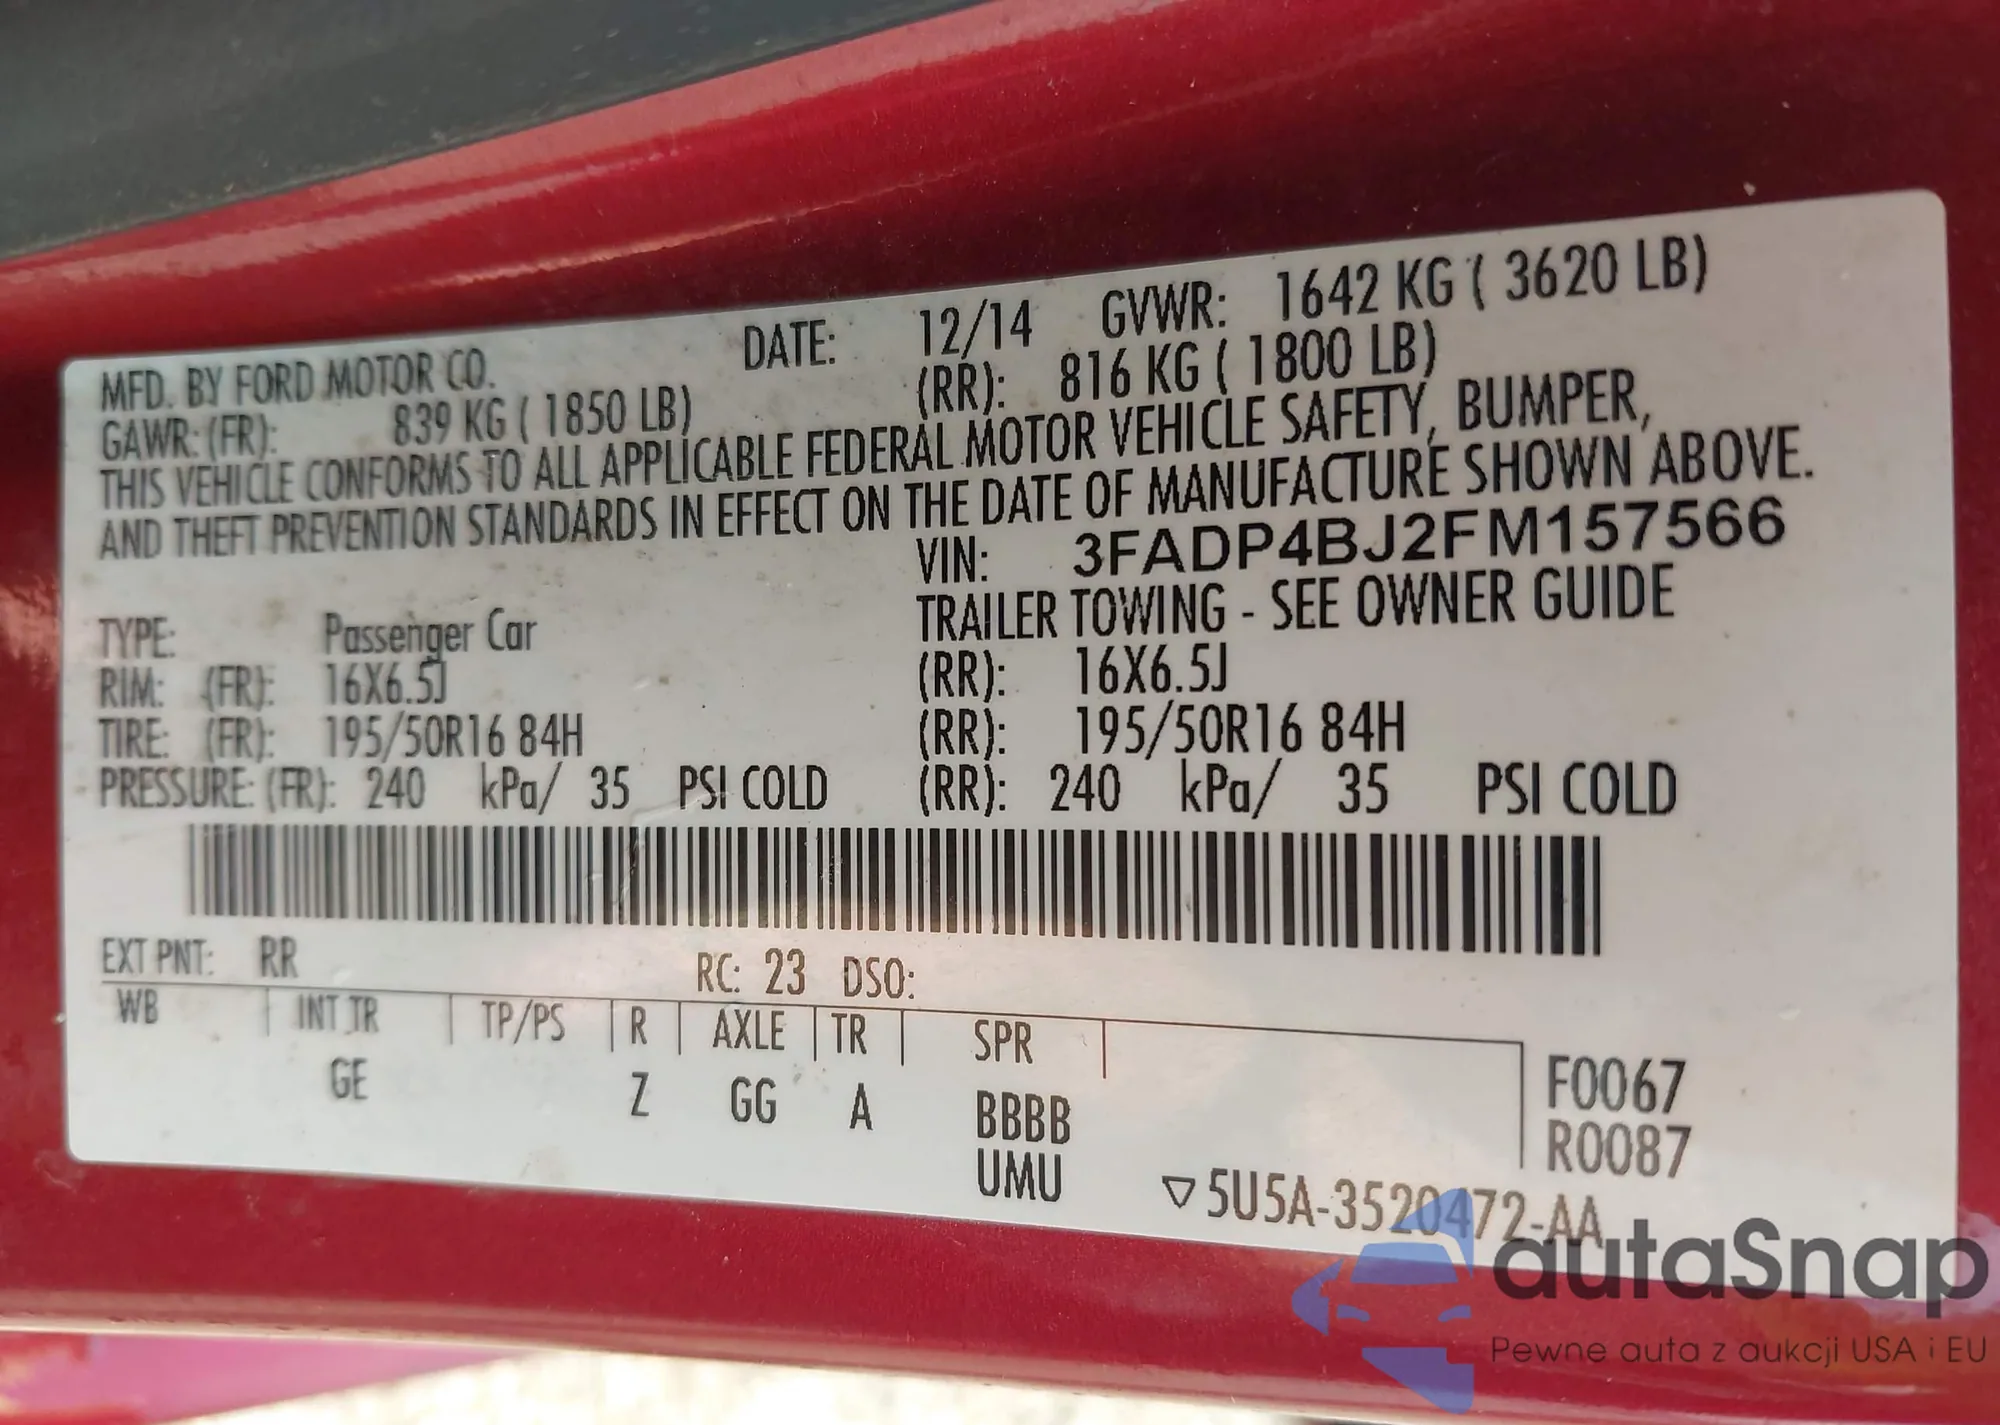 MFD. BY FORD MOTOR CO. DATE: 12/14 GVWR: 1642 KG ( 3620 LB)
GAWR: (FR): 839 KG ( 1850 LB) (RR): 816 KG ( 1800 LB)
THIS VEHICLE CONFORMS TO ALL APPLICABLE FEDERAL MOTOR VEHICLE SAFETY, BUMPER,
AND THEFT PREVENTION STANDARDS IN EFFECT ON THE DATE OF MANUFACTURE SHOWN ABOVE.
VIN: 3FADP4BJ2FM157566
TYPE: Passenger Car TRAILER TOWING - SEE OWNER GUIDE
RIM: (FR): 16X6.5J (RR): 16X6.5J
TIRE: (FR): 195/50R16 84H (RR): 195/50R16 84H
PRESSURE: (FR): 240 kPa/ 35 PSI COLD (RR): 240 kPa/ 35 PSI COLD
EXT PNT: RR RC: 23 DSO:
WB INT TR TP/PS R AXLE TR SPR
GE Z GG A BBBB F0067
UMU R0087
▽5U5A-3520472-AA
autaSnap
Pewne auta z aukcji USA i EU